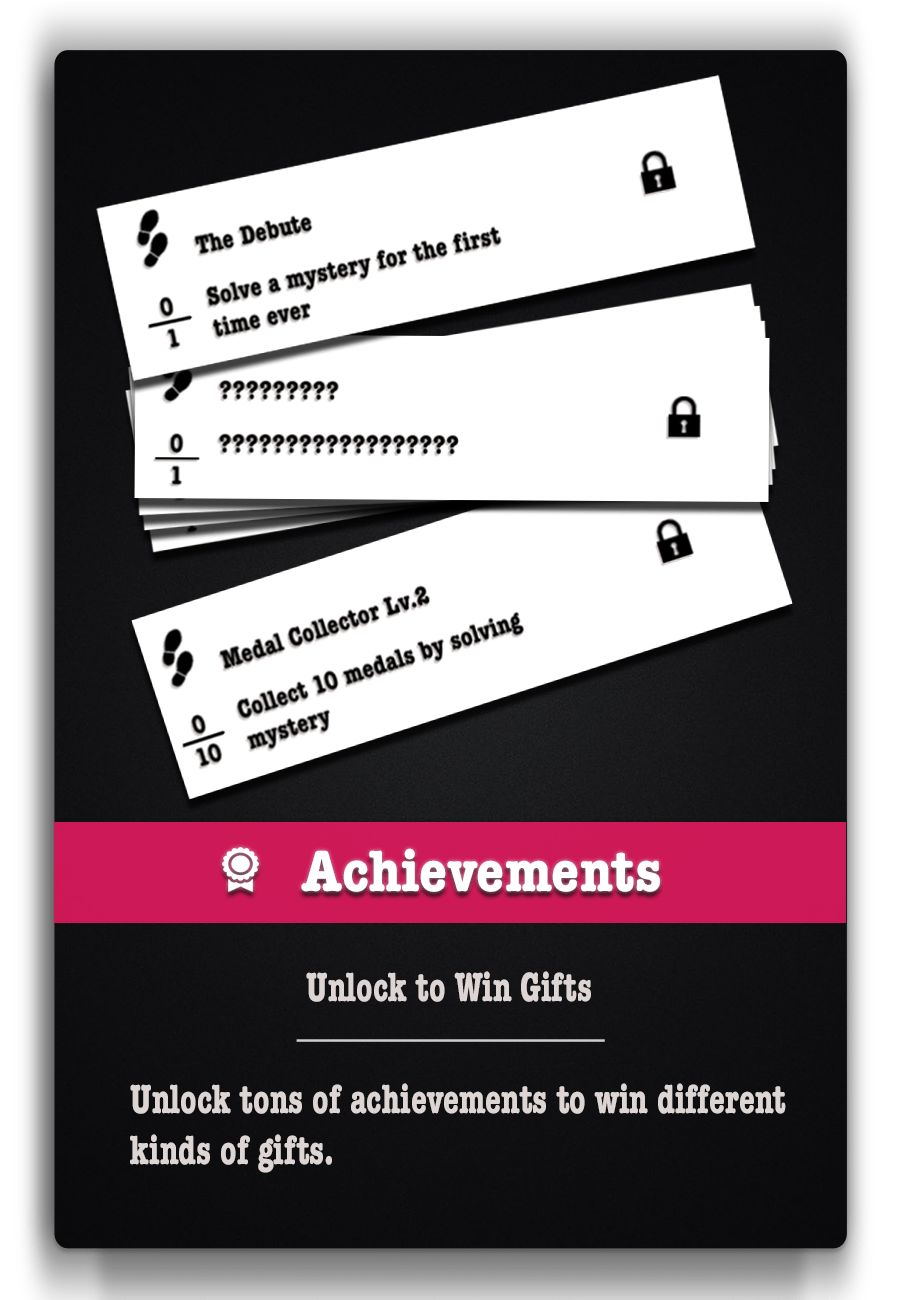 The Debute
Solve a mystery for the first
time ever
0
1
?????????
?????????????????? 
0
1
Medal Collector Lv.2
Collect 10 medals by solving
mystery
0
10
Achievements
Unlock to Win Gifts
Unlock tons of achievements to win different
kinds of gifts.